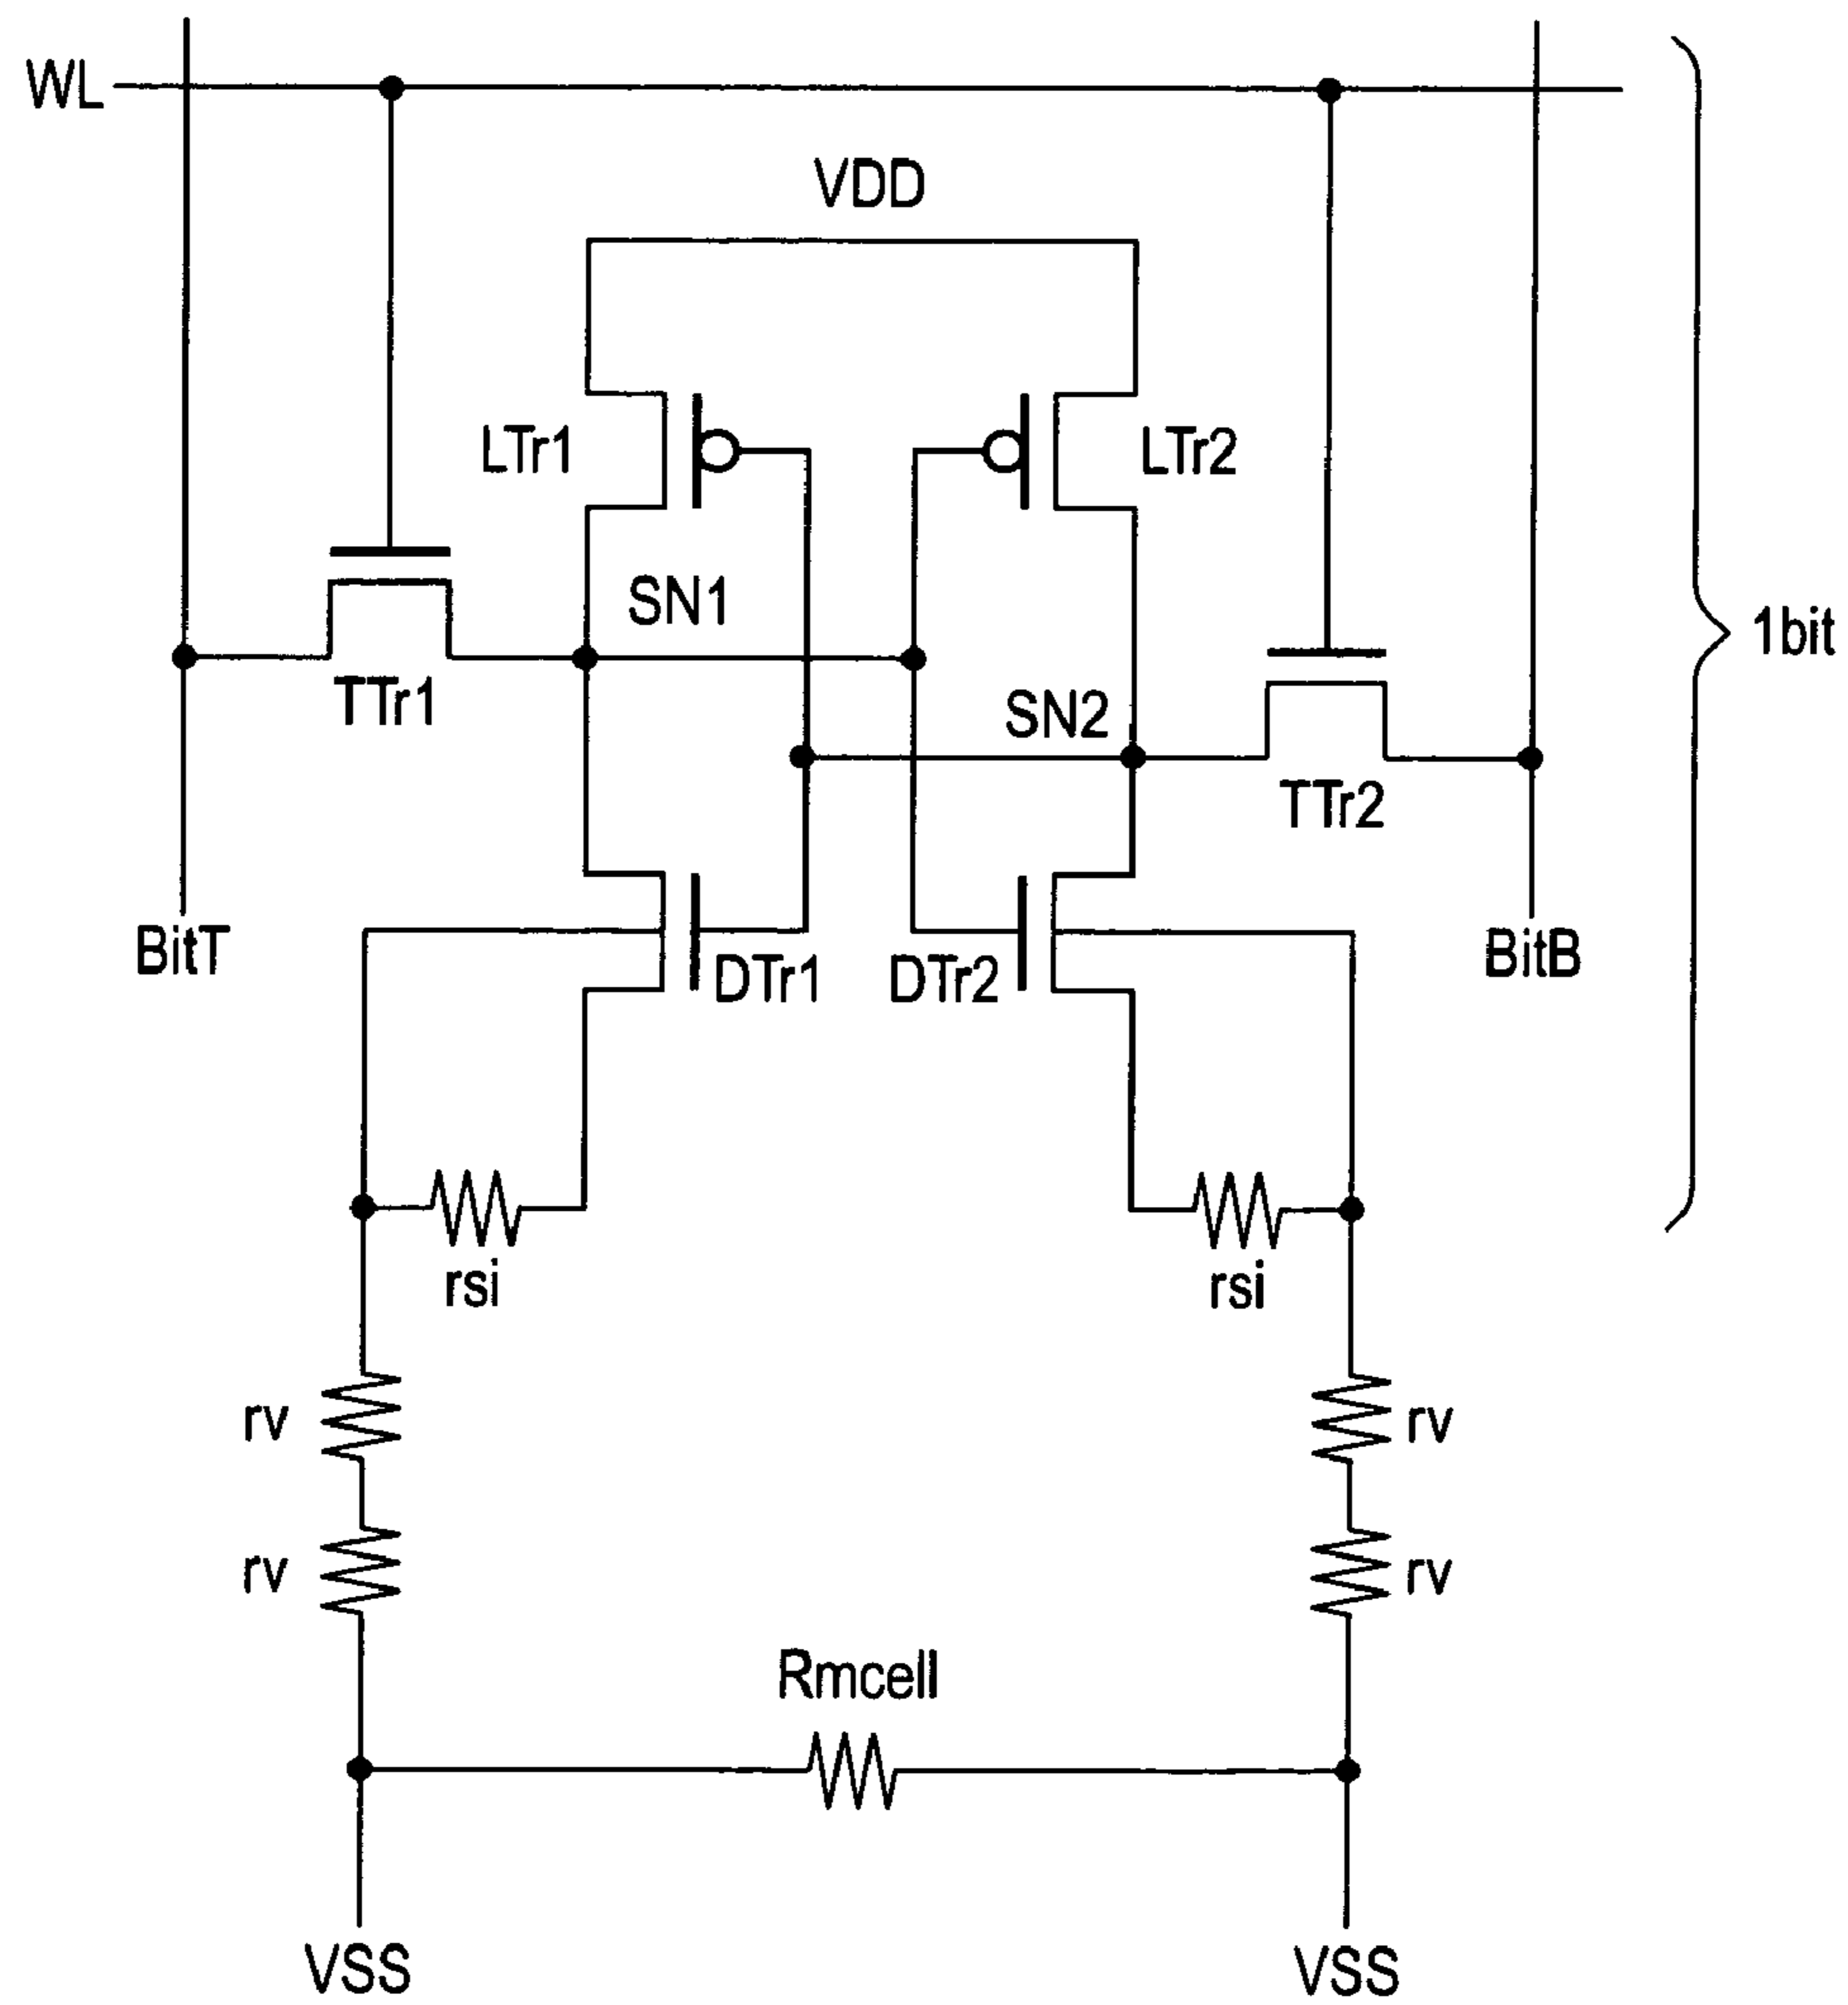 WL
VDD
LTr1
LTr2
SN1
1bit
TTr1
SN2
TTr2
BitT
DTr1
DTr2
BitB
rsi
rsi
rv
rv
rv
rv
Rmcell
VSS
VSS